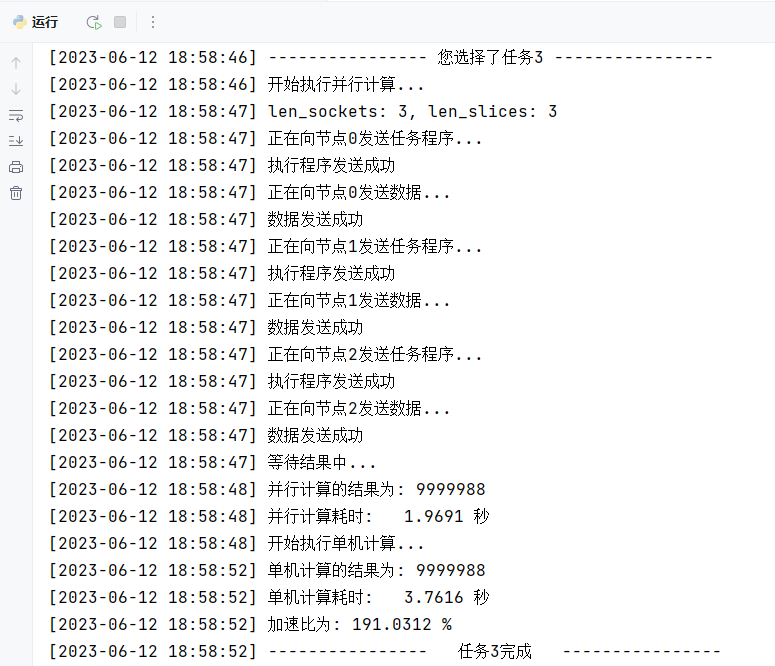 运行
[2023-06-12 18:58:46] ---------------- 您选择了任务3 ----------------
[2023-06-12 18:58:46] 开始执行并行计算...
[2023-06-12 18:58:47] len_sockets: 3, len_slices: 3
[2023-06-12 18:58:47] 正在向节点0发送任务程序...
[2023-06-12 18:58:47] 执行程序发送成功
[2023-06-12 18:58:47] 正在向节点0发送数据...
[2023-06-12 18:58:47] 数据发送成功
[2023-06-12 18:58:47] 正在向节点1发送任务程序...
[2023-06-12 18:58:47] 执行程序发送成功
[2023-06-12 18:58:47] 正在向节点1发送数据...
[2023-06-12 18:58:47] 数据发送成功
[2023-06-12 18:58:47] 正在向节点2发送任务程序...
[2023-06-12 18:58:47] 执行程序发送成功
[2023-06-12 18:58:47] 正在向节点2发送数据...
[2023-06-12 18:58:47] 数据发送成功
[2023-06-12 18:58:47] 等待结果中...
[2023-06-12 18:58:48] 并行计算的结果为: 9999988
[2023-06-12 18:58:48] 并行计算耗时:   1.9691 秒
[2023-06-12 18:58:48] 开始执行单机计算...
[2023-06-12 18:58:52] 单机计算的结果为: 9999988
[2023-06-12 18:58:52] 单机计算耗时:   3.7616 秒
[2023-06-12 18:58:52] 加速比为: 191.0312 %
[2023-06-12 18:58:52] ----------------   任务3完成   ----------------